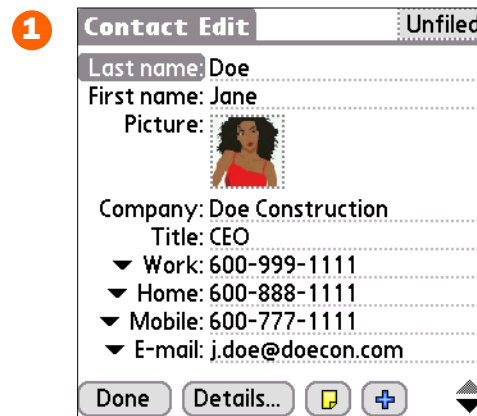 1
Contact Edit Unfiled
Last name: Doe
First name: Jane
Picture:
Company: Doe Construction
Title: CEO
Work: 600-999-1111
Home: 600-888-1111
Mobile: 600-777-1111
E-mail: j.doe@doecon.com
Done Details...